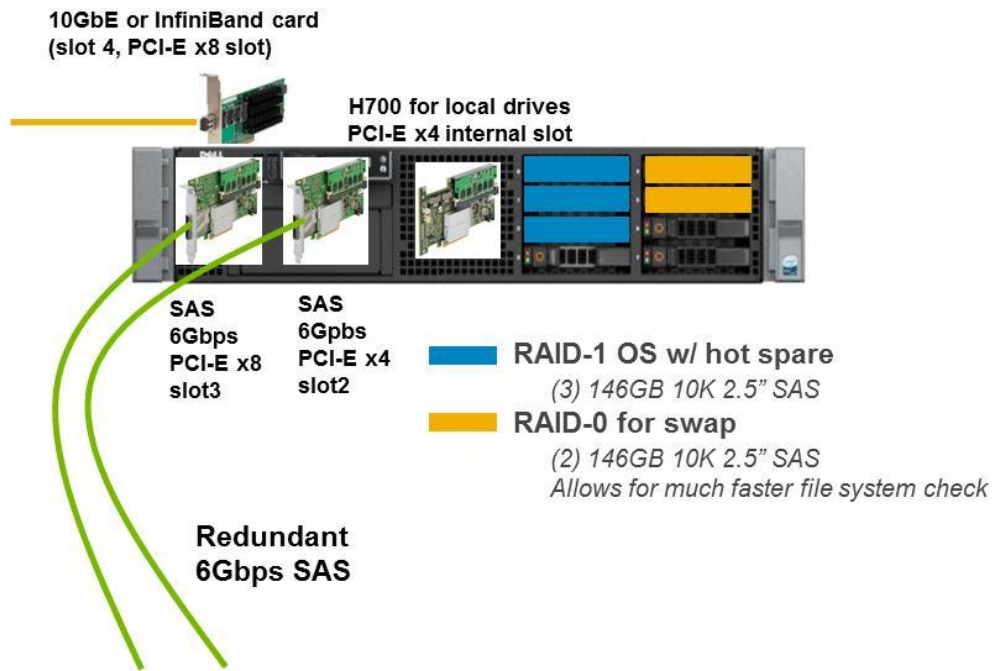 10GbE or InfiniBand card
(slot 4, PCI-E x8 slot)
H700 for local drives
PCI-E x4 internal slot
DELL
SAS
6Gbps
PCI-E x8
slot3
SAS
6Gpbs
PCI-E x4
slot2
RAID-1 OS w/ hot spare
(3) 146GB 10K 2.5” SAS
RAID-0 for swap
(2) 146GB 10K 2.5” SAS
Allows for much faster file system check
Redundant
6Gbps SAS